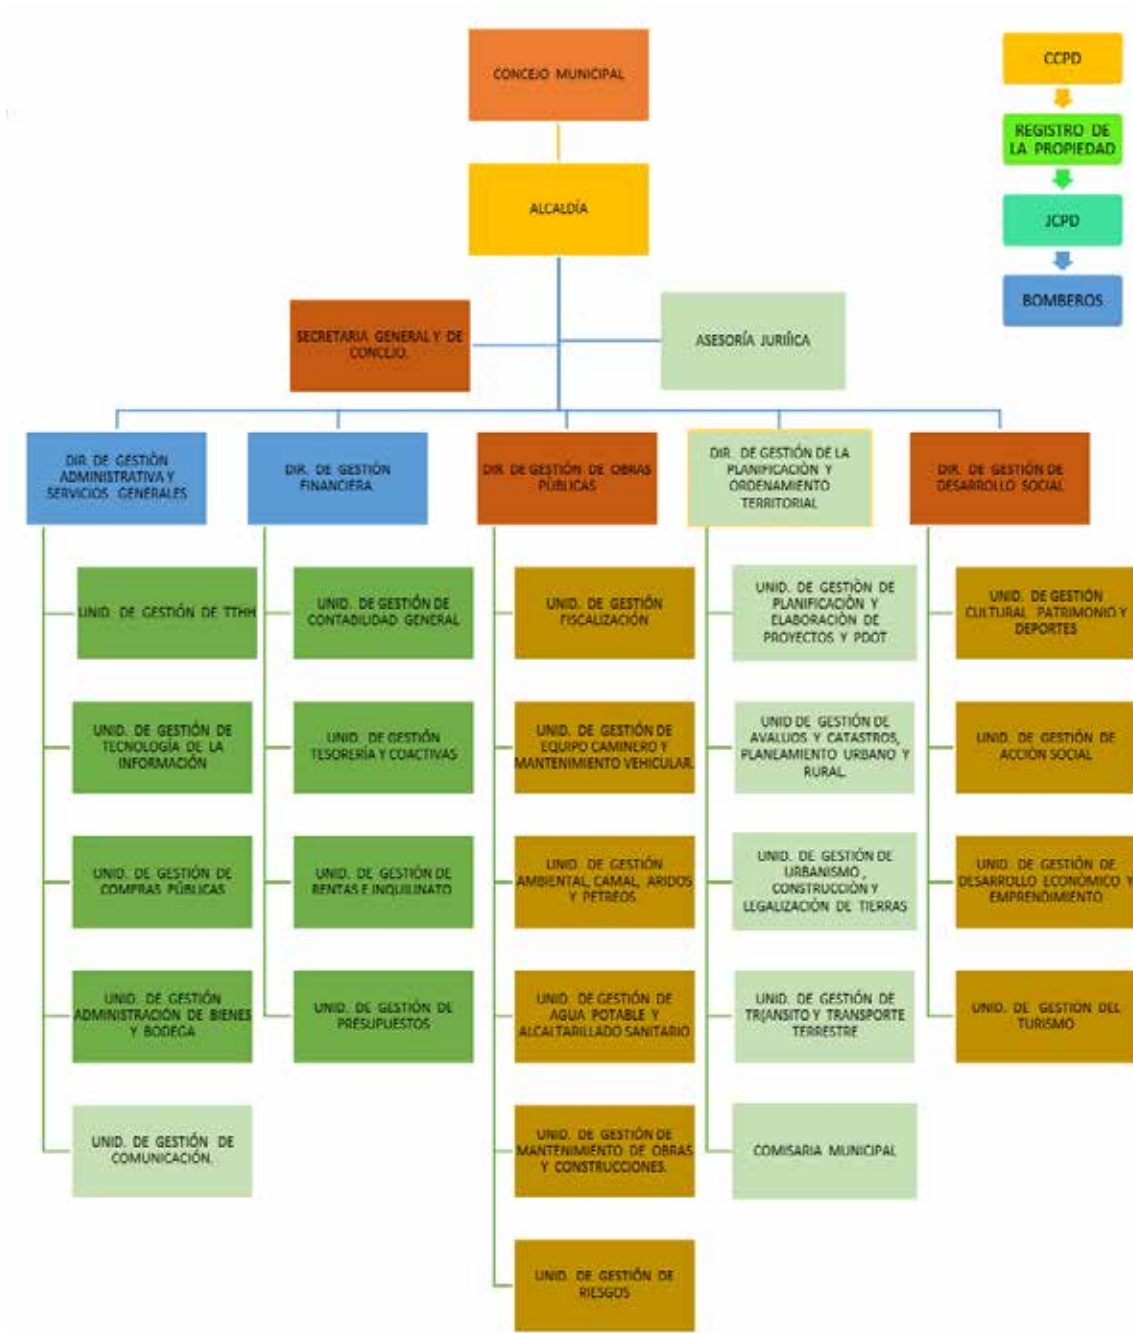 CONCEJO MUNICIPAL
ALCALDÍA
CCPD
REGISTRO DE
LA PROPIEDAD
JCPD
BOMBEROS
SECRETARIA GENERAL Y DE
CONCEJO.
ASESORÍA JURIÍICA
DIR. DE GESTIÒN
ADMINISTRATIVA Y
SERVICIOS GENERALES
DIR. DE GESTIÓN
FINANCIERA
DIR. DE GESTIÓN DE OBRAS
PÚBLICAS
DIR. DE GESTIÓN DE LA
PLANIFICACIÒN Y
ORDENAMIENTO
TERRITORIAL
DIR. DE GESTIÓN DE
DESARROLLO SOCIAL
UNID. DE GESTIÓN DE TTHH
UNID. DE GESTIÓN DE
TECNOLOGÍA DE LA
INFORMACIÓN
UNID. DE GESTIÓN DE
COMPRAS PÚBLICAS
UNID. DE GESTIÓN
ADMINISTRACIÓN DE BIENES
Y BODEGA
UNID. DE GESTIÓN DE
COMUNICACIÓN.
UNID. DE GESTIÓN DE
CONTABILIDAD GENERAL
UNID. DE GESTIÓN
TESORERÍA Y COACTIVAS
UNID. DE GESTIÓN DE
RENTAS E INQUILINATO
UNID. DE GESTIÓN DE
PRESUPUESTOS
UNID. DE GESTIÓN
FISCALIZACIÓN
UNID. DE GESTIÓN DE
EQUIPO CAMINERO Y
MANTENIMIENTO VEHICULAR.
UNID. DE GESTIÓN
AMBIENTAL, CAMAL, ARIDOS
Y PETREOS
UNID. DE GESTIÓN DE
AGUA POTABLE Y
ALCALTARILLADO SANITARIO
UNID. DE GESTIÓN DE
MANTENIMIENTO DE OBRAS
Y CONSTRUCCIONES.
UNID. DE GESTIÓN DE
RIESGOS
UNID. DE GESTIÒN DE
PLANIFICACIÒN Y
ELABORACIÒN DE
PROYECTOS Y PDOT
UNID DE GESTIÓN DE
AVALUOS Y CATASTROS,
PLANEAMIENTO URBANO Y
RURAL.
UNID. DE GESTIÓN DE
URBANISMO ,
CONSTRUCCIÓN Y
LEGALIZACIÓN DE TIERRAS
UNID. DE GESTIÓN DE
TR{ANSITO Y TRANSPORTE
TERRESTRE
COMISARIA MUNICIPAL
UNID. DE GESTIÓN
CULTURAL PATRIMONIO Y
DEPORTES
UNID. DE GESTIÓN DE
ACCIÓN SOCIAL
UNID. DE GESTIÓN DE
DESARROLLO ECONÓMICO Y
EMPRENDIMIENTO
UNID. DE GESTIÓN DEL
TURISMO